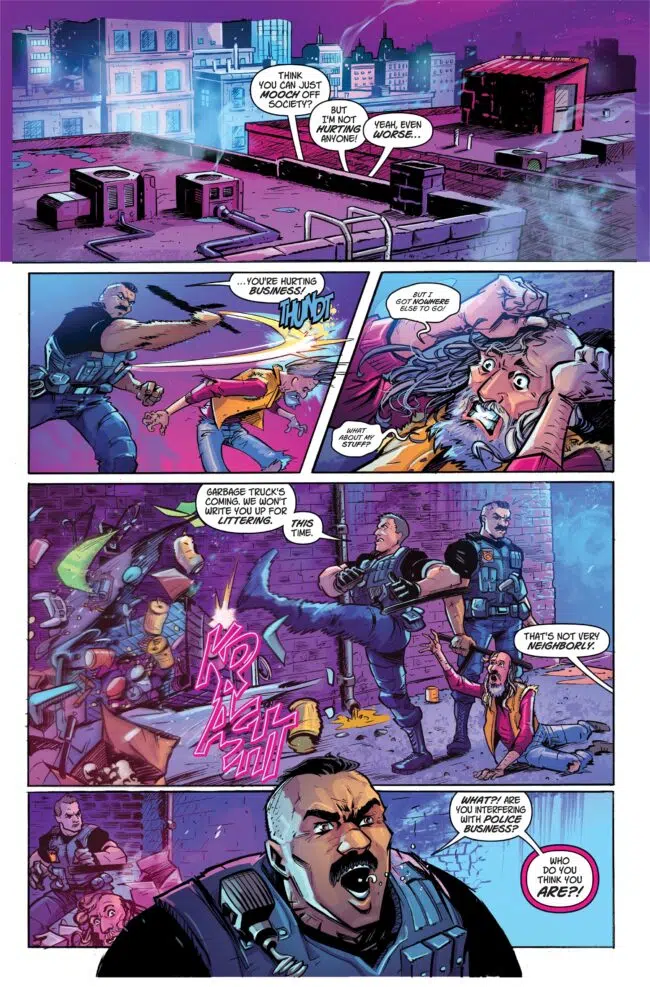 THINK
YOU CAN JUST
MOOCH OFF
SOCIETY?
BUT
I'M NOT
HURTING
ANYONE!
YEAH, EVEN
WORSE...
...YOU'RE HURTING
BUSINESS!
THUNDT
BUT I
GOT NOWHERE
ELSE TO GO!
WHAT
ABOUT MY
STUFF?
GARBAGE TRUCK'S
COMING. WE WON'T
WRITE YOU UP FOR
LITTERING.
THIS
TIME.
THAT'S NOT VERY
NEIGHBORLY.
WHAT?! ARE
YOU INTERFERING
WITH POLICE
BUSINESS?
WHO
DO YOU
THINK YOU
ARE?!